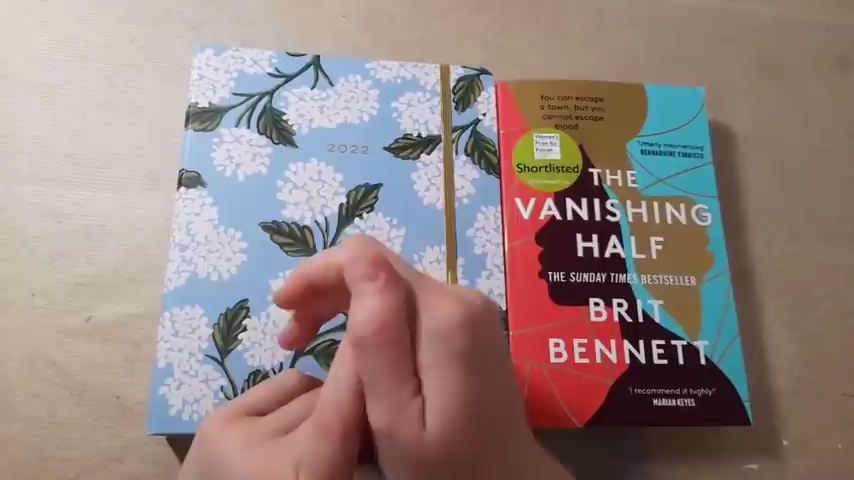 2022
You can escape
a town, but you
cannot escape
blood
Women's
Prize for
Fiction
Shortlisted
'Utterly mesmerising'
BERNARDINE EVARISTO
THE
VANISHING
HALF
THE SUNDAY TIMES BESTSELLER
BRIT
BENNETT
'I recommend it highly!'
MARIAN KEYES